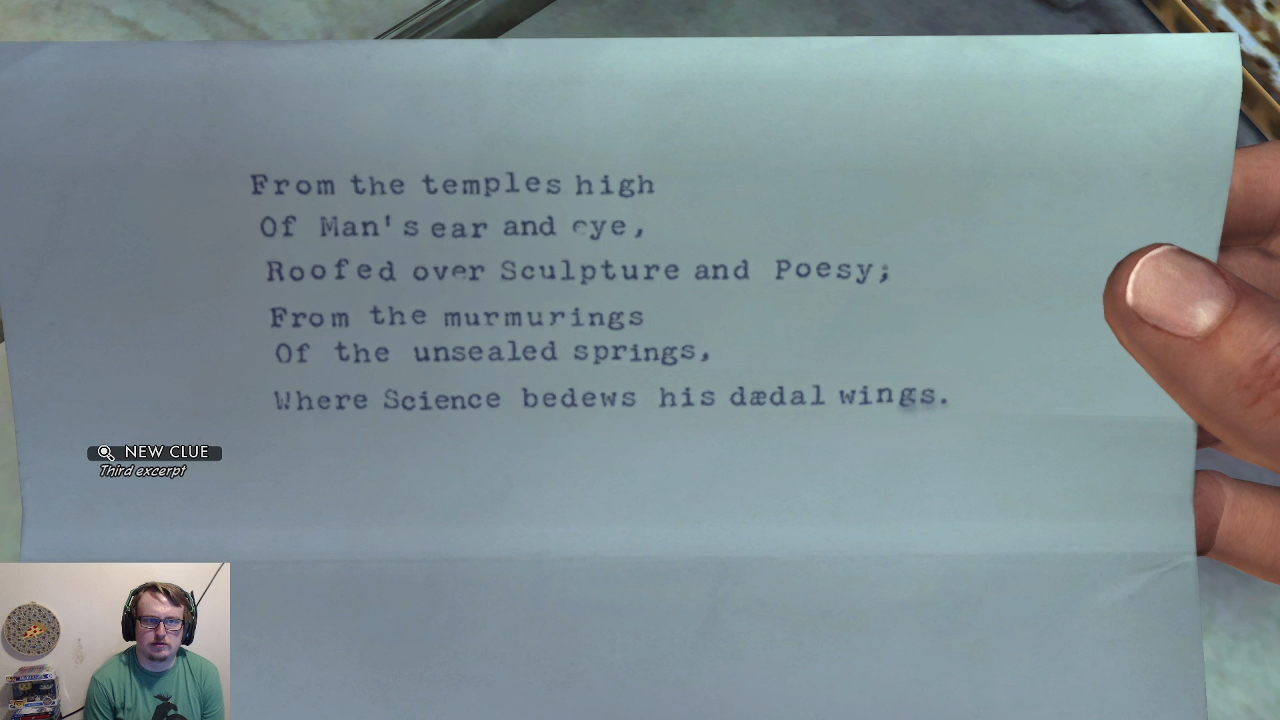 From the temples high
Of Man's ear and eye,
Roofed over Sculpture and Poesy;
From the murmurings
Of the unsealed springs,
Where Science bedews his dædal wings.
NEW CLUE
Third excerpt